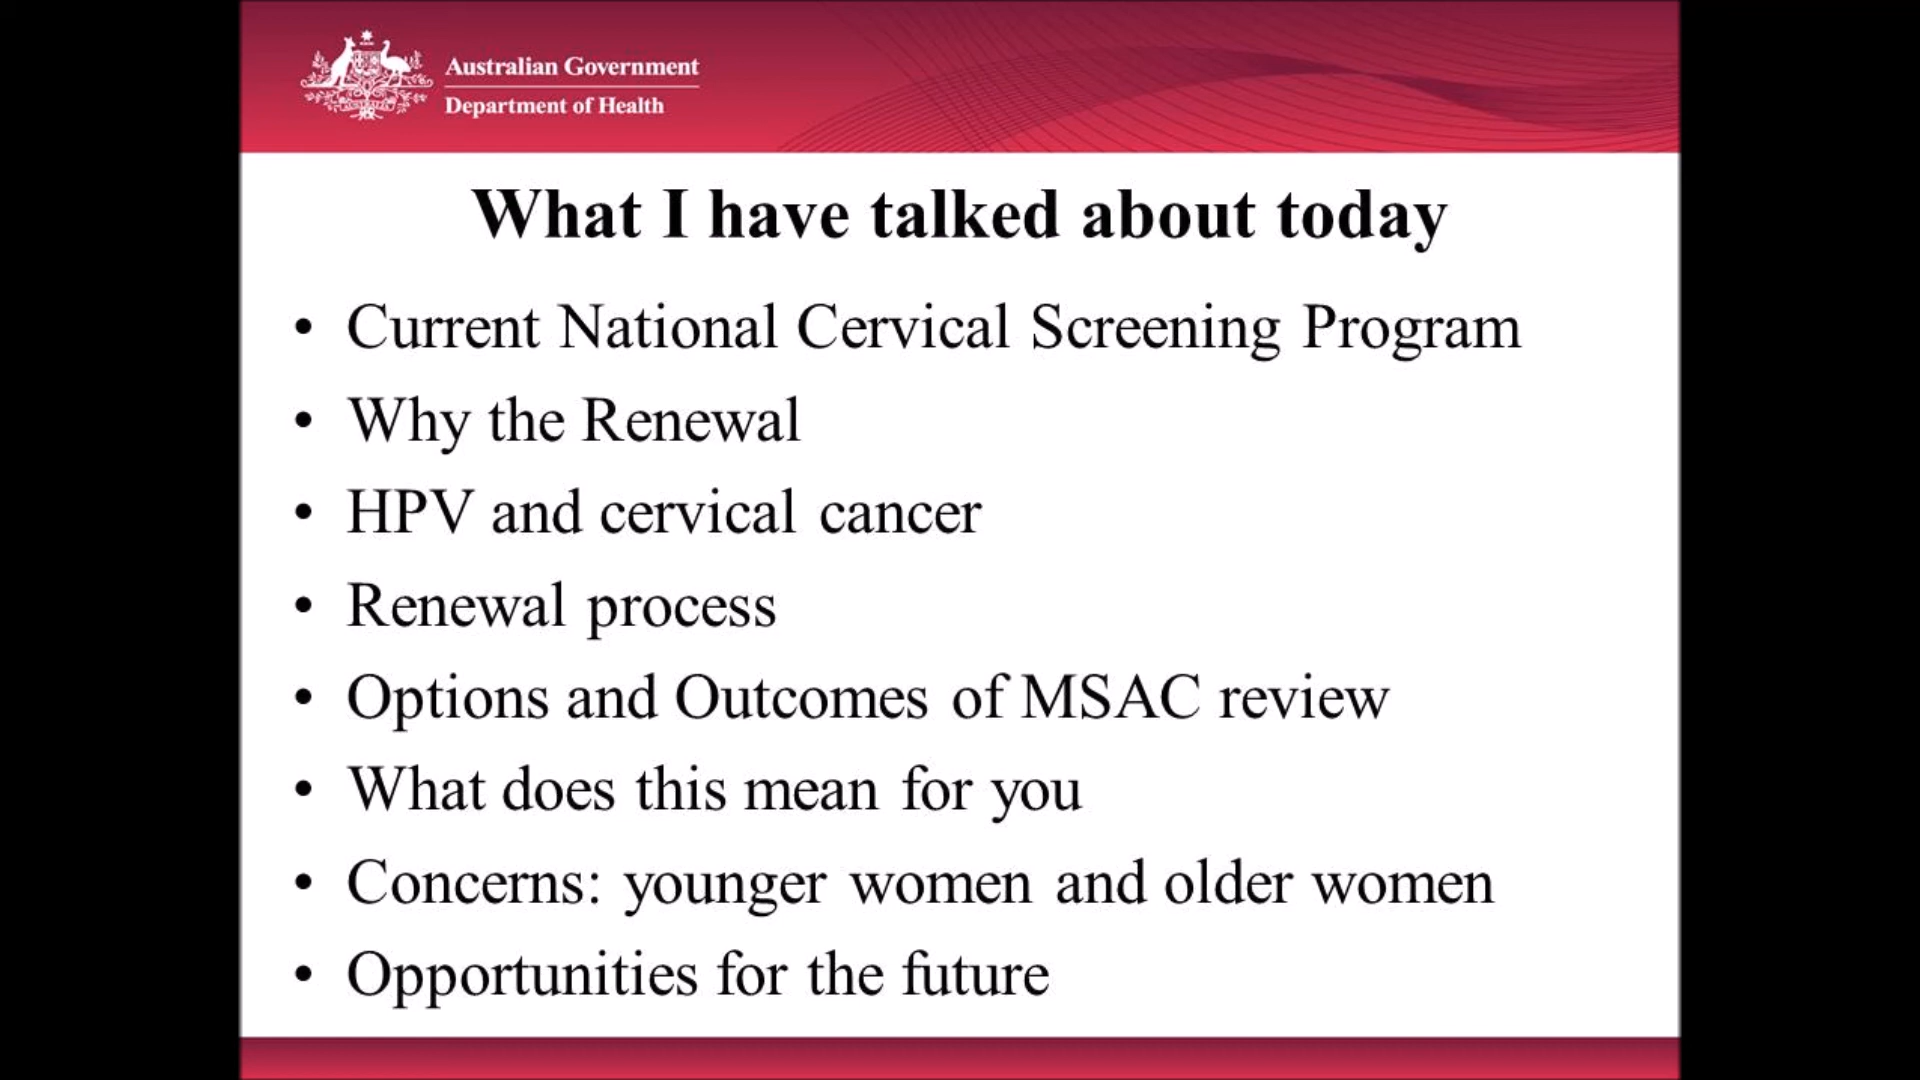 Australian Government
Department of Health
What I have talked about today
• Current National Cervical Screening Program
• Why the Renewal
• HPV and cervical cancer
• Renewal process
• Options and Outcomes of MSAC review
• What does this mean for you
• Concerns: younger women and older women
• Opportunities for the future